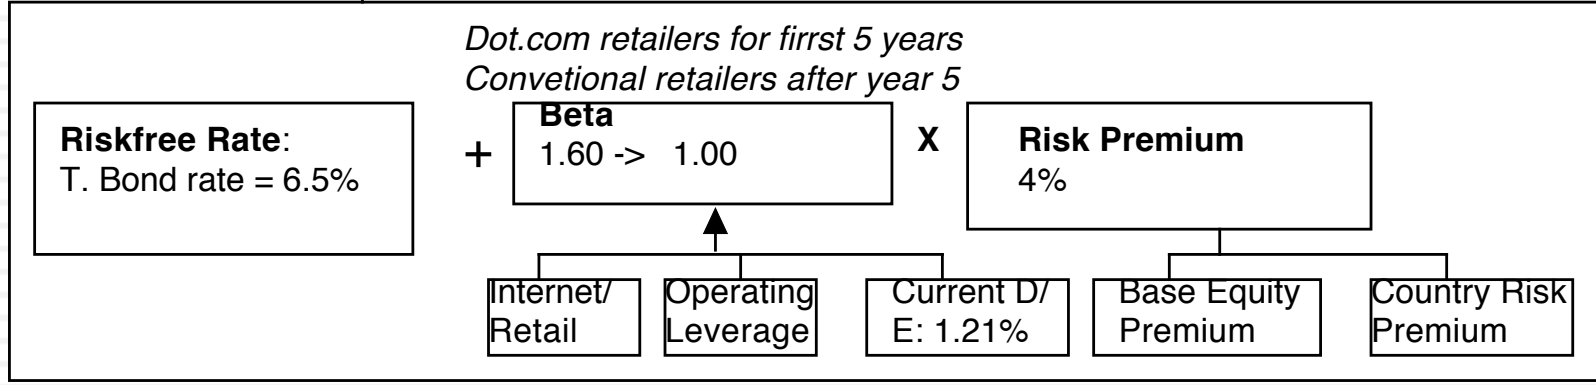 Dot.com retailers for firrst 5 years
Convetional retailers after year 5
Riskfree Rate:
T. Bond rate = 6.5%
+
Beta
1.60 -> 1.00
X
Risk Premium
4%
Internet/
Retail
Operating
Leverage
Current D/
E: 1.21%
Base Equity
Premium
Country Risk
Premium